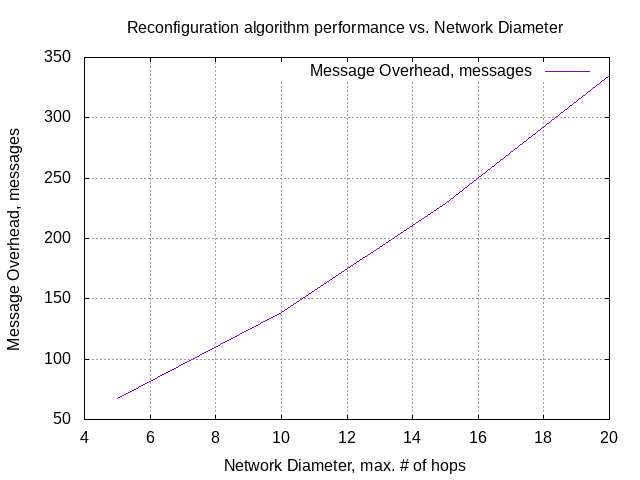 Reconfiguration algorithm performance vs. Network Diameter
Message Overhead, messages
350
300
250
200
150
100
50
Message Overhead, messages
4 6 8 10 12 14 16 18 20
Network Diameter, max. # of hops